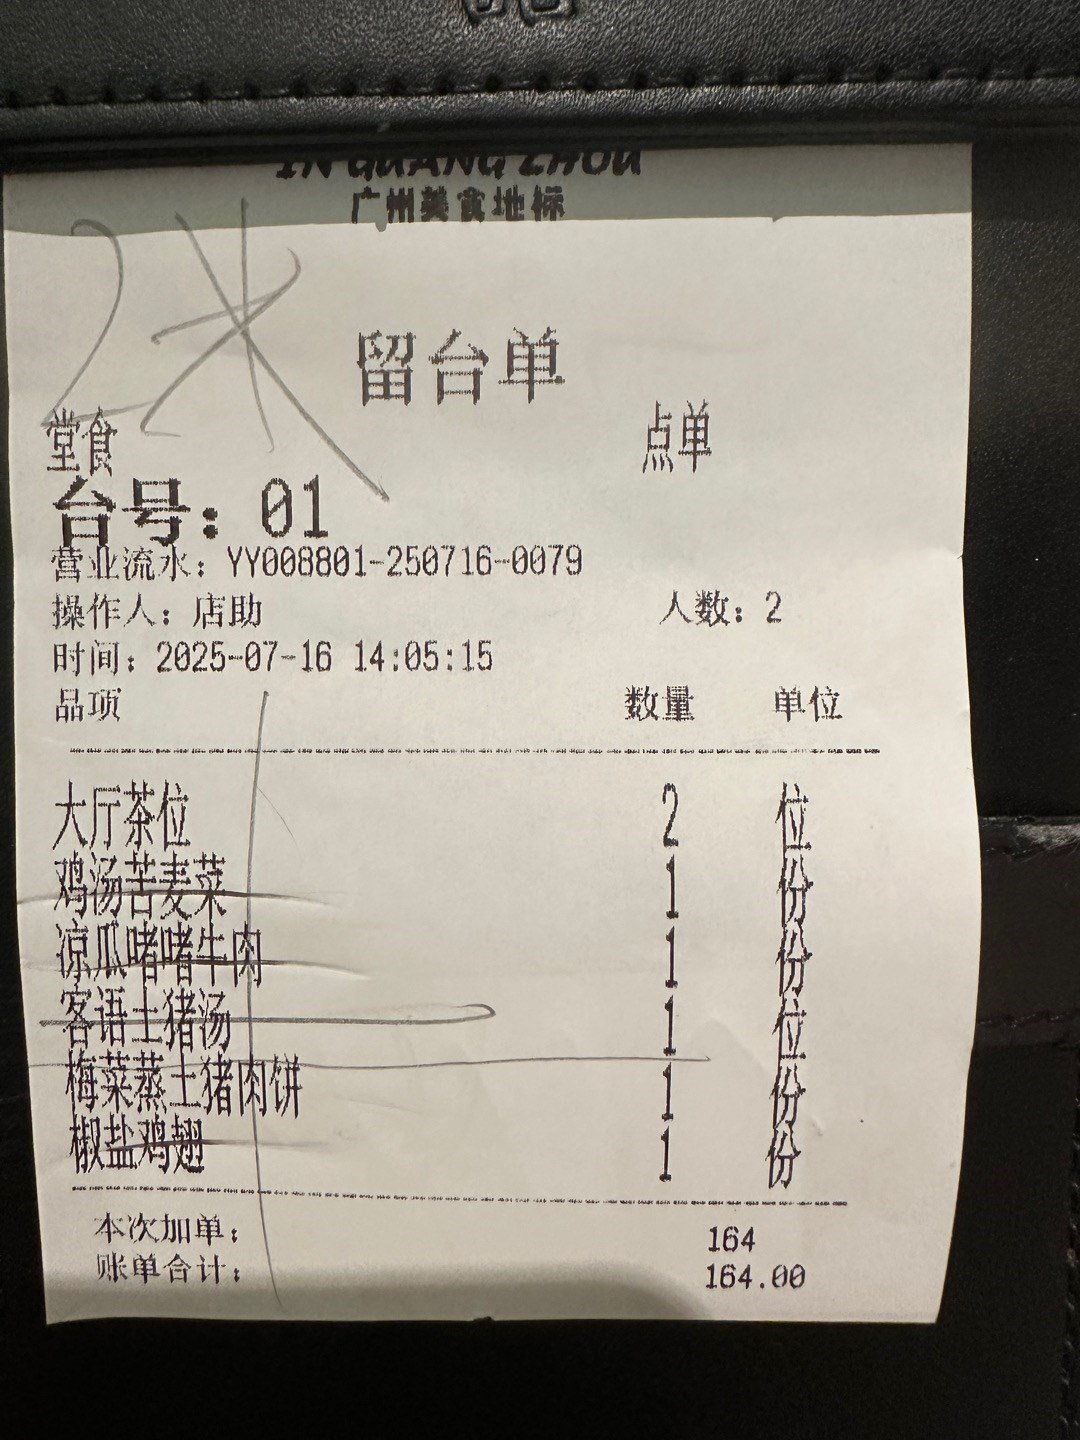 IN GUANG ZHOU
广州美食地标
2米
留台单
堂食 点单
台号：01
营业流水：YY008801-250716-0079
操作人：店助 人数：2
时间：2025-07-16 14:05:15
品项 数量 单位
大厅茶位 2 位
鸡汤苦麦菜 1 份
凉瓜啫啫牛肉 1 份
客语土猪汤 1 位
梅菜蒸土猪肉饼 1 份
椒盐鸡翅 1 份
本次加单： 164
账单合计： 164.00